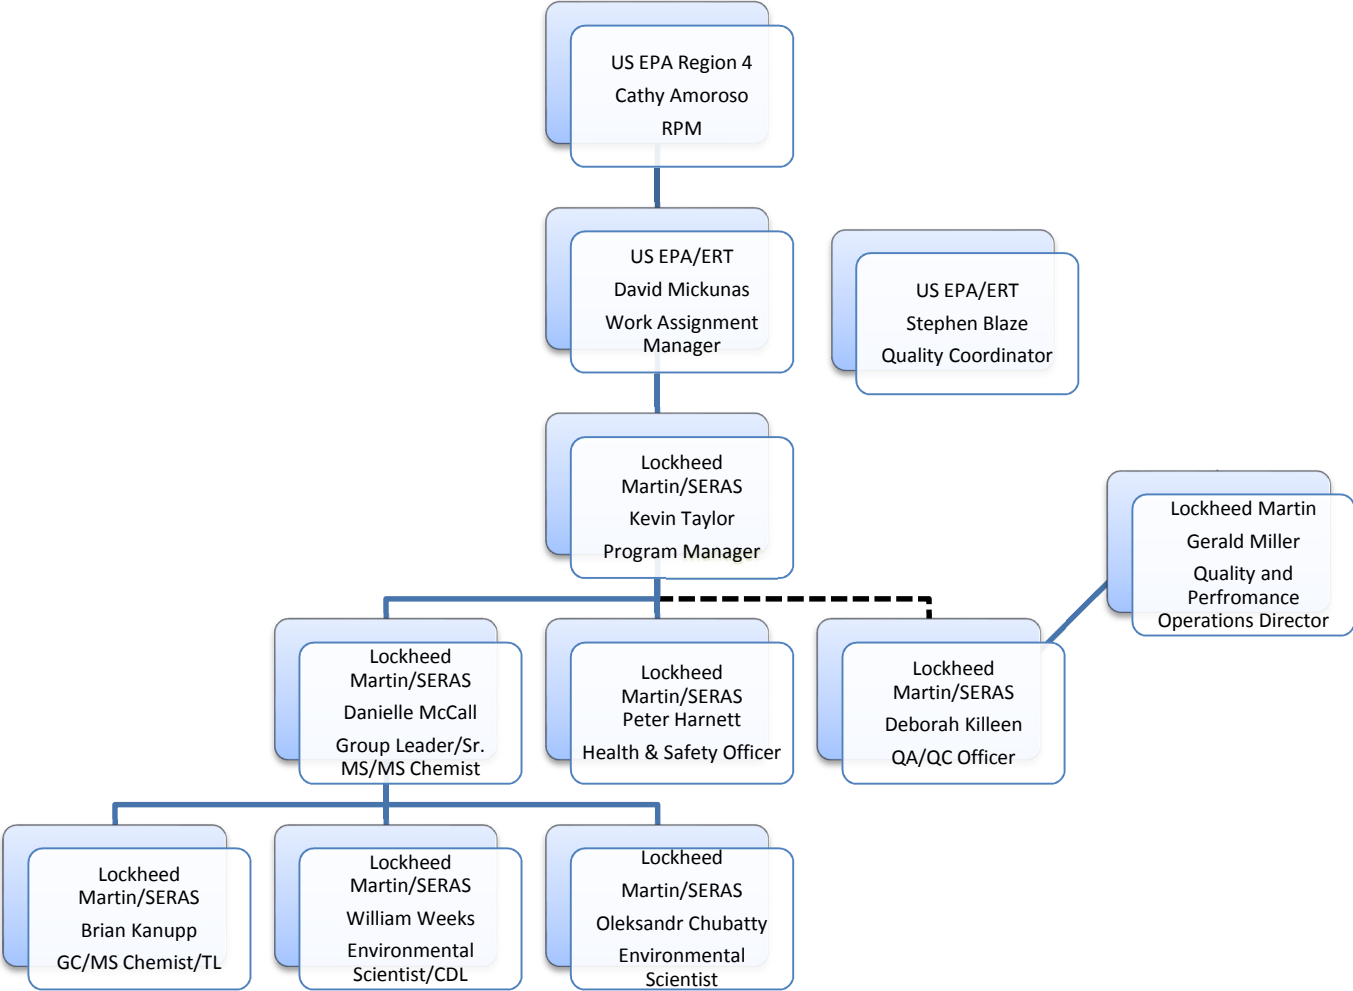 US EPA Region 4
Cathy Amoroso
RPM
US EPA/ERT
David Mickunas
Work Assignment
Manager
US EPA/ERT
Stephen Blaze
Quality Coordinator
Lockheed
Martin/SERAS
Kevin Taylor
Program Manager
Lockheed Martin
Gerald Miller
Quality and
Perfromance
Operations Director
Lockheed
Martin/SERAS
Danielle McCall
Group Leader/Sr.
MS/MS Chemist
Lockheed
Martin/SERAS
Peter Harnett
Health & Safety Officer
Lockheed
Martin/SERAS
Deborah Killeen
QA/QC Officer
Lockheed
Martin/SERAS
Brian Kanupp
GC/MS Chemist/TL
Lockheed
Martin/SERAS
William Weeks
Environmental
Scientist/CDL
Lockheed
Martin/SERAS
Oleksandr Chubatty
Environmental
Scientist